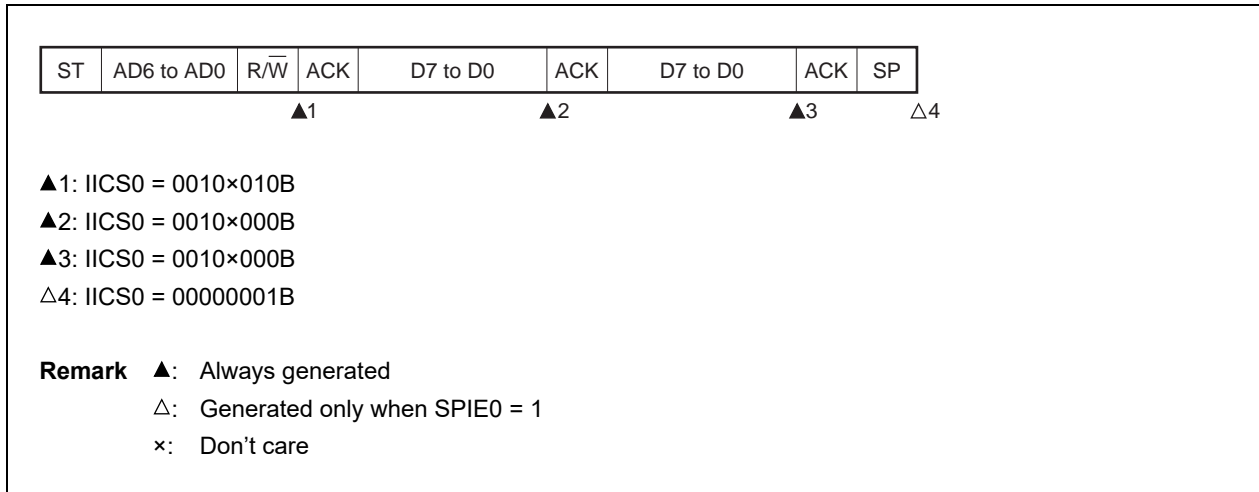 ST AD6 to AD0 R/W̅ ACK D7 to D0 ACK D7 to D0 ACK SP
▲1 ▲2 ▲3 △4
▲1: IICS0 = 0010×010B
▲2: IICS0 = 0010×000B
▲3: IICS0 = 0010×000B
△4: IICS0 = 00000001B
Remark ▲: Always generated
△: Generated only when SPIE0 = 1
×: Don’t care